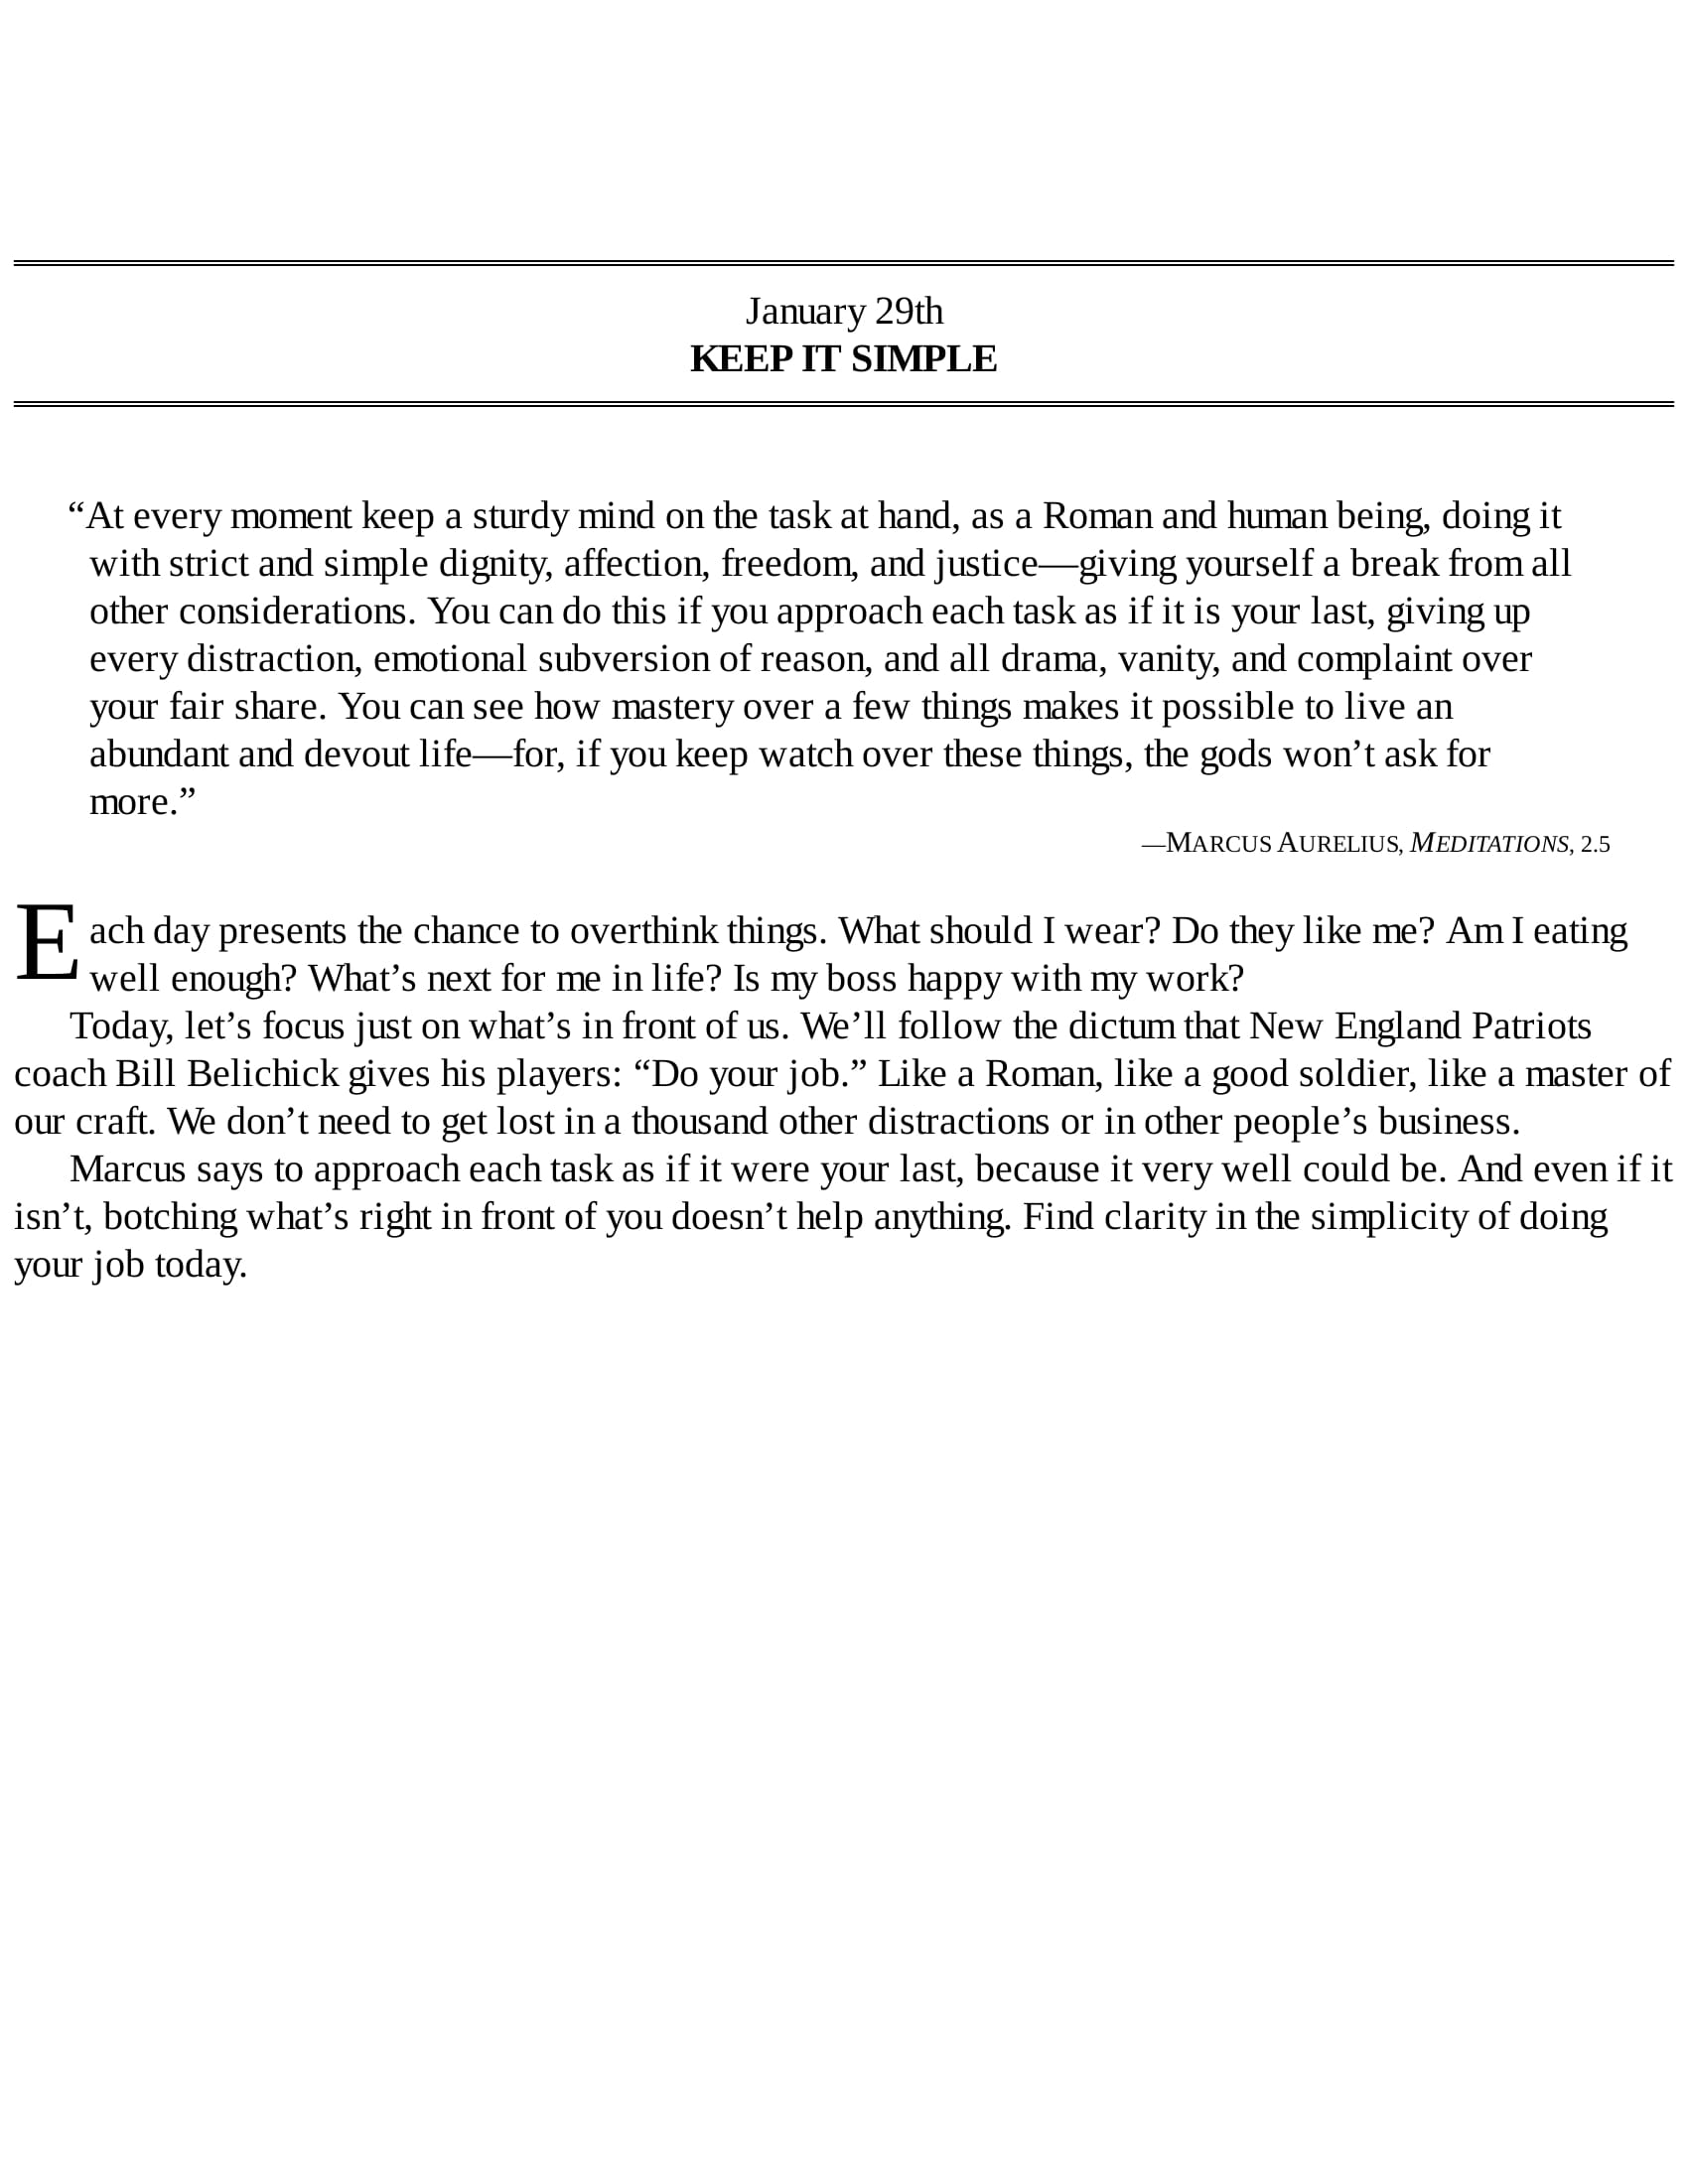 January 29th
KEEP IT SIMPLE
“At every moment keep a sturdy mind on the task at hand, as a Roman and human being, doing it
with strict and simple dignity, affection, freedom, and justice—giving yourself a break from all
other considerations. You can do this if you approach each task as if it is your last, giving up
every distraction, emotional subversion of reason, and all drama, vanity, and complaint over
your fair share. You can see how mastery over a few things makes it possible to live an
abundant and devout life—for, if you keep watch over these things, the gods won’t ask for
more.”
—MARCUS AURELIUS, MEDITATIONS, 2.5
Each day presents the chance to overthink things. What should I wear? Do they like me? Am I eating
well enough? What’s next for me in life? Is my boss happy with my work?
Today, let’s focus just on what’s in front of us. We’ll follow the dictum that New England Patriots
coach Bill Belichick gives his players: “Do your job.” Like a Roman, like a good soldier, like a master of
our craft. We don’t need to get lost in a thousand other distractions or in other people’s business.
Marcus says to approach each task as if it were your last, because it very well could be. And even if it
isn’t, botching what’s right in front of you doesn’t help anything. Find clarity in the simplicity of doing
your job today.